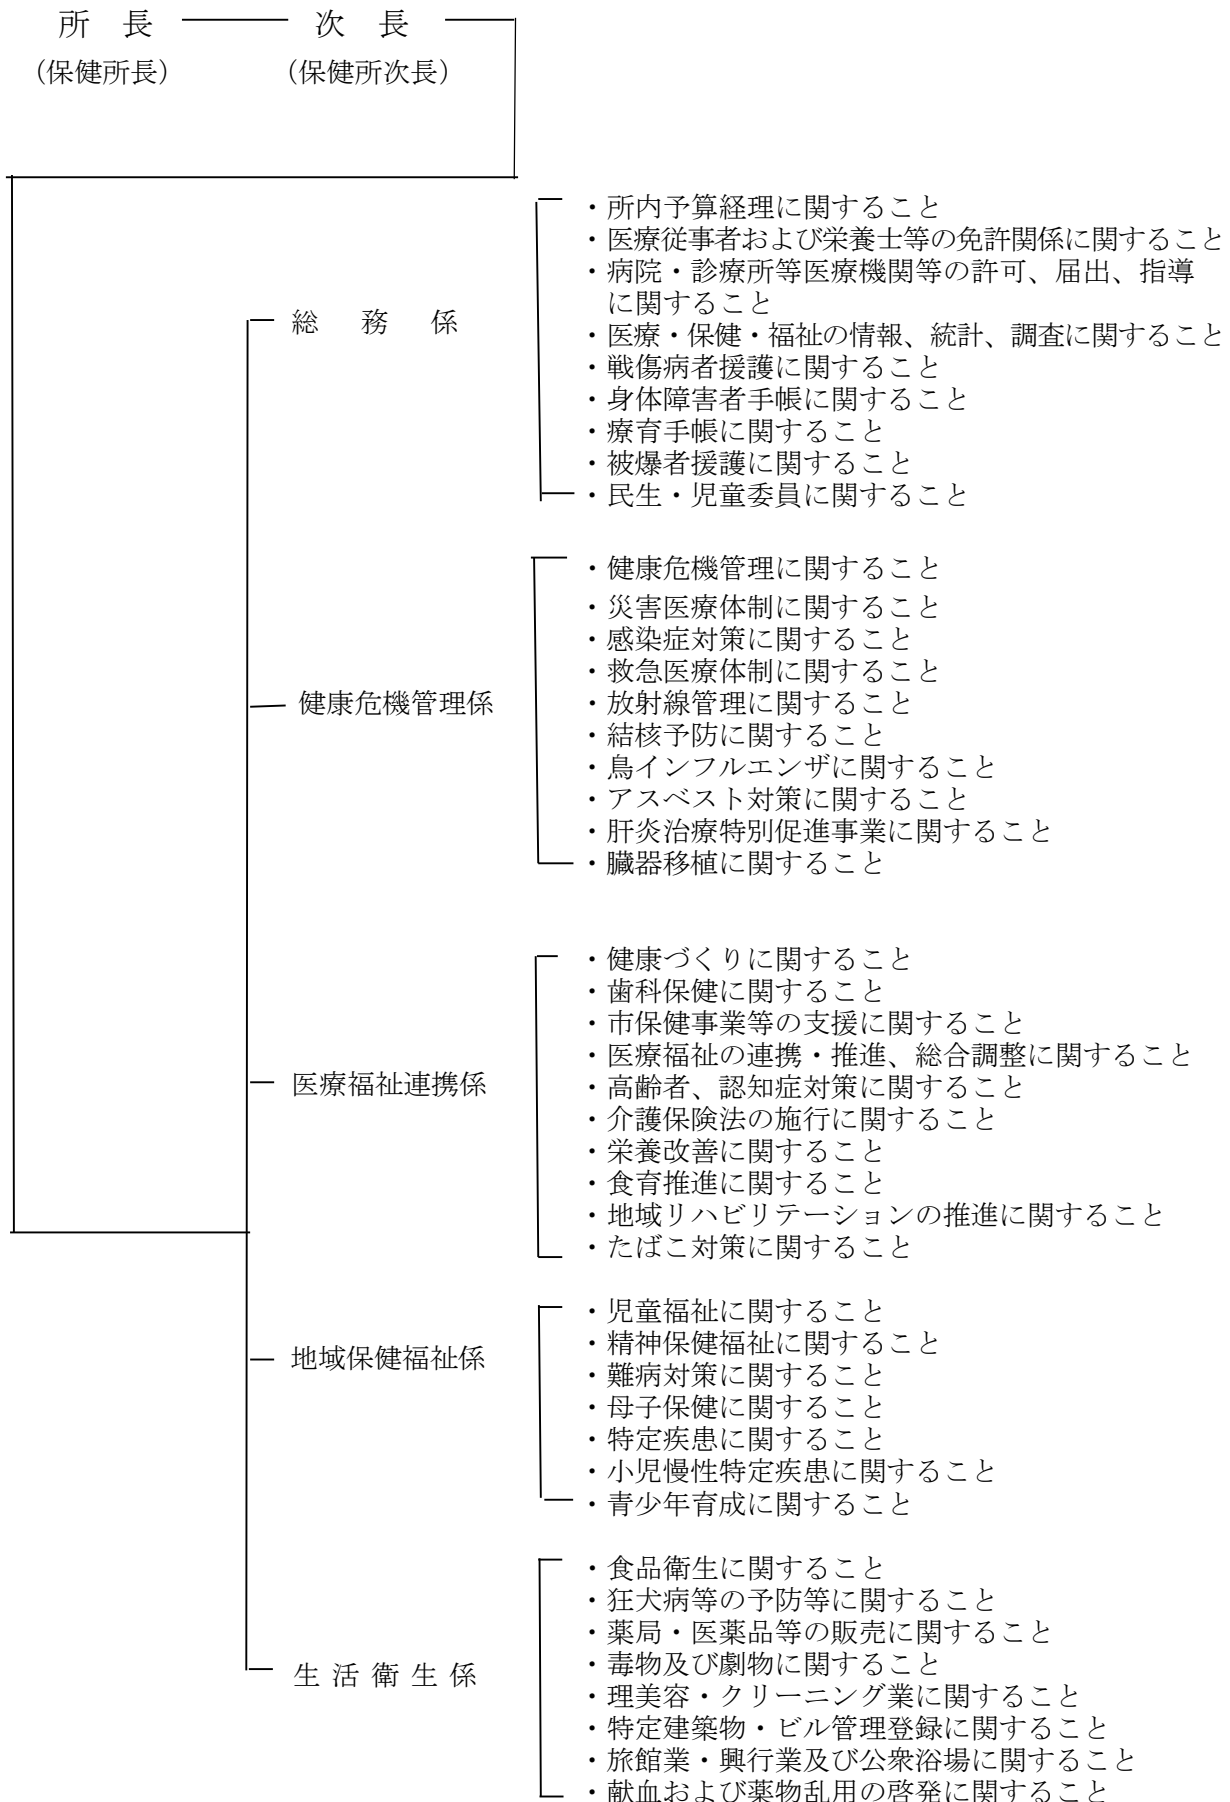 所　長　次　長
（保健所長）　（保健所次長）
総　務　係
・所内予算経理に関すること
・医療従事者および栄養士等の免許関係に関すること
・病院・診療所等医療機関等の許可、届出、指導
に関すること
・医療・保健・福祉の情報、統計、調査に関すること
・戦傷病者援護に関すること
・身体障害者手帳に関すること
・療育手帳に関すること
・被爆者援護に関すること
・民生・児童委員に関すること
健康危機管理係
・健康危機管理に関すること
・災害医療体制に関すること
・感染症対策に関すること
・救急医療体制に関すること
・放射線管理に関すること
・結核予防に関すること
・鳥インフルエンザに関すること
・アスベスト対策に関すること
・肝炎治療特別促進事業に関すること
・臓器移植に関すること
医療福祉連携係
・健康づくりに関すること
・歯科保健に関すること
・市保健事業等の支援に関すること
・医療福祉の連携・推進、総合調整に関すること
・高齢者、認知症対策に関すること
・介護保険法の施行に関すること
・栄養改善に関すること
・食育推進に関すること
・地域リハビリテーションの推進に関すること
・たばこ対策に関すること
地域保健福祉係
・児童福祉に関すること
・精神保健福祉に関すること
・難病対策に関すること
・母子保健に関すること
・特定疾患に関すること
・小児慢性特定疾患に関すること
・青少年育成に関すること
生 活 衛 生 係
・食品衛生に関すること
・狂犬病等の予防等に関すること
・薬局・医薬品等の販売に関すること
・毒物及び劇物に関すること
・理美容・クリーニング業に関すること
・特定建築物・ビル管理登録に関すること
・旅館業・興行業及び公衆浴場に関すること
・献血および薬物乱用の啓発に関すること